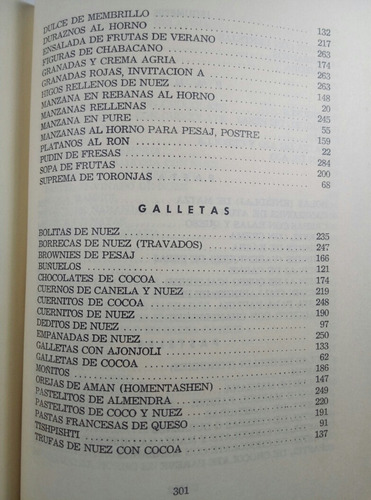 DULCE DE MEMBRILLO 132
DURAZNOS AL HORNO 217
ENSALADA DE FRUTAS DE VERANO 263
FIGURAS DE CHABACANO 174
GRANADAS Y CREMA AGRIA 263
GRANADAS ROJAS, INVITACION A 263
HIGOS RELLENOS DE NUEZ 148
MANZANA EN REBANAS AL HORNO 20
MANZANAS RELLENAS 245
MANZANA EN PURE 55
MANZANAS AL HORNO PARA PESAJ, POSTRE 159
PLATANOS AL RON 22
PUDIN DE FRESAS 284
SOPA DE FRUTAS 200
SUPREMA DE TORONJAS 68
GALLETAS
BOLITAS DE NUEZ 235
BORRECAS DE NUEZ (TRAVADOS) 247
BROWNIES DE PESAJ 166
BUNUELOS 121
CHOCOLATES DE COCOA 174
CUERNOS DE CANELA Y NUEZ 219
CUERNITOS DE COCOA 248
CUERNITOS DE NUEZ 190
DEDITOS DE NUEZ 97
EMPANADAS DE NUEZ 250
GALLETAS CON AJONJOLI 133
GALLETAS DE COCOA 62
MOÑITOS 186
OREJAS DE AMAN (HOMENTASHEN) 147
PASTELITOS DE ALMENDRA 249
PASTELITOS DE COCO Y NUEZ 220
PASTAS FRANCESAS DE QUESO 191
TISHPISHTI 91
TRUFAS DE NUEZ CON COCOA 137
301